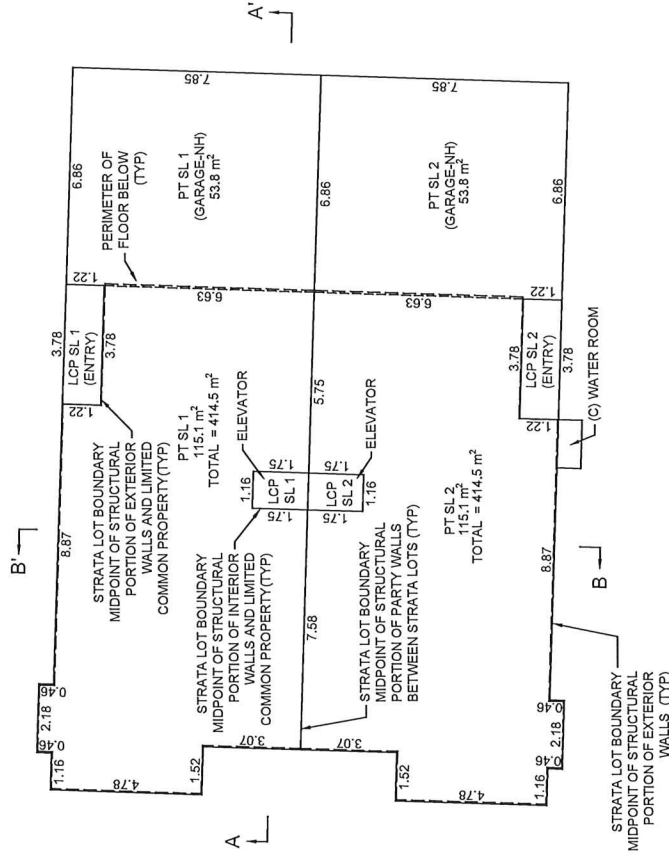 A'
B'
7.85
6.86
PT SL 1
(GARAGE-NH)
53.8 m²
PERIMETER OF
FLOOR BELOW
(TYP)
1.22
3.78
LCP SL 1
(ENTRY)
3.78
1.22
6.63
STRATA LOT BOUNDARY
MIDPOINT OF STRUCTURAL
PORTION OF EXTERIOR
WALLS AND LIMITED
COMMON PROPERTY(TYP)
8.87
PT SL 1
115.1 m²
TOTAL = 414.5 m²
ELEVATOR
1.75
1.16
LCP
SL 1
1.75
STRATA LOT BOUNDARY
MIDPOINT OF STRUCTURAL
PORTION OF INTERIOR
WALLS AND LIMITED
COMMON PROPERTY(TYP)
0.46
2.18
0.46
1.16
4.78
1.52
3.07
A
7.58
5.75
6.86
7.85
PT SL 2
(GARAGE-NH)
53.8 m²
6.86
6.63
1.22
3.78
LCP SL 2
(ENTRY)
3.78
1.22
(C) WATER ROOM
ELEVATOR
1.75
LCP
SL 2
1.16
1.75
STRATA LOT BOUNDARY
MIDPOINT OF STRUCTURAL
PORTION OF PARTY WALLS
BETWEEN STRATA LOTS (TYP)
PT SL 2
115.1 m²
TOTAL = 414.5 m²
8.87
B
3.07
1.52
4.78
1.16
0.46
2.18
0.46
STRATA LOT BOUNDARY
MIDPOINT OF STRUCTURAL
PORTION OF EXTERIOR
WALLS (TYP)